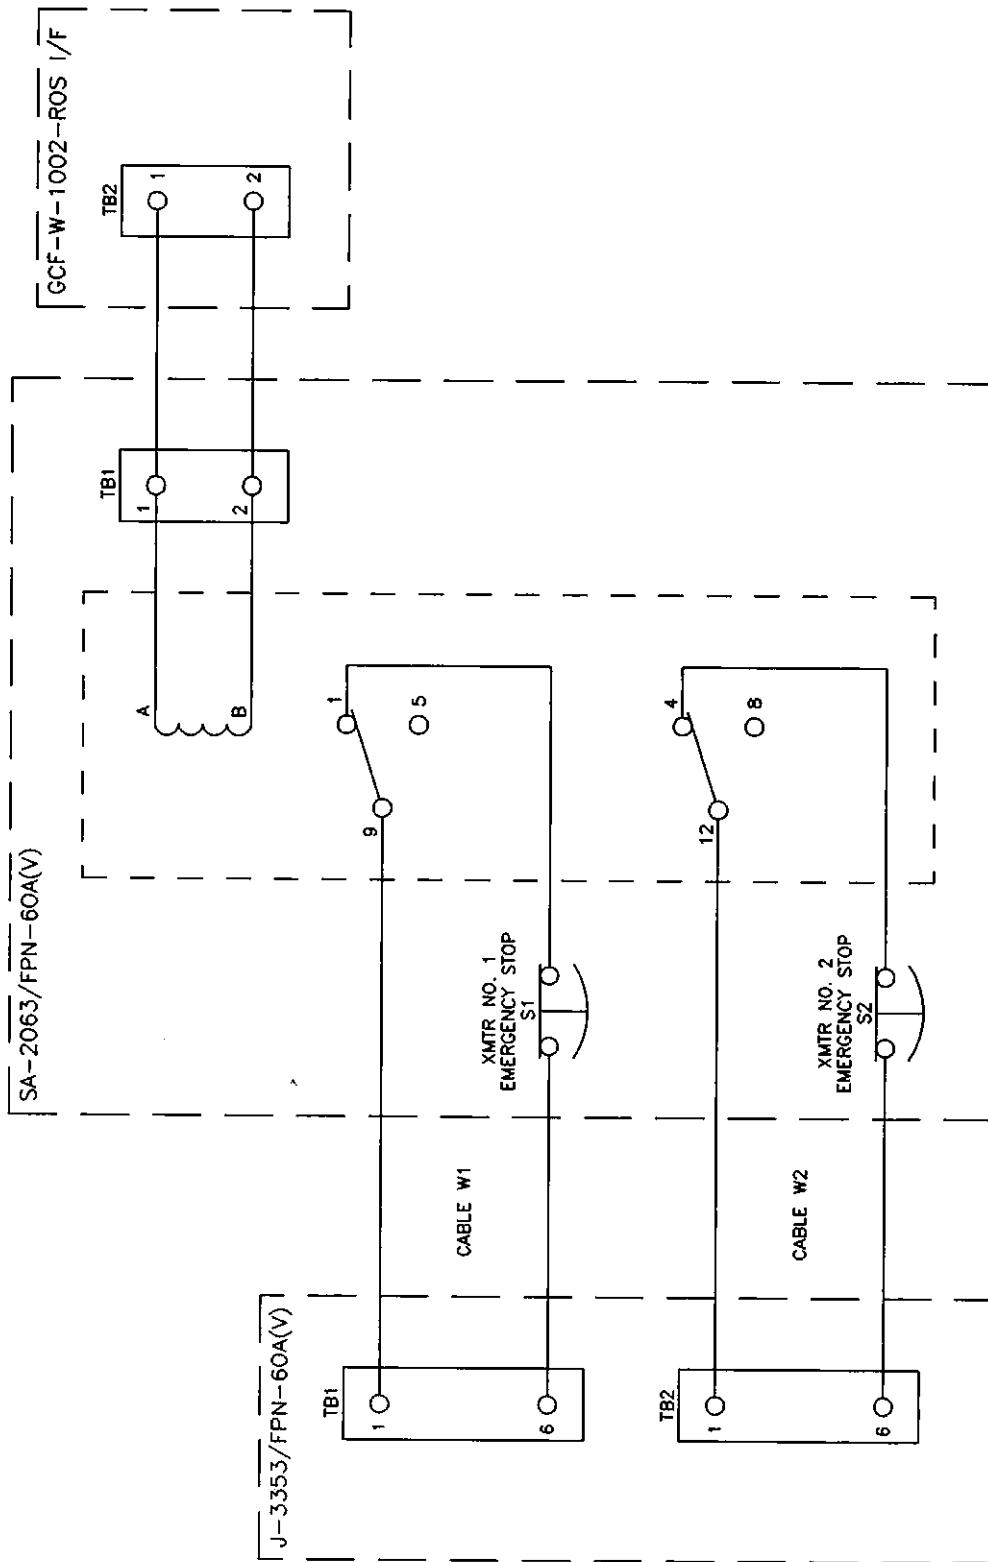 J-3353/FPN-60A(V)
TB1
1
6
TB2
1
6
CABLE W1
CABLE W2
SA-2063/FPN-60A(V)
XMTR NO. 1
EMERGENCY STOP
S1
XMTR NO. 2
EMERGENCY STOP
S2
A
B
9
1
5
12
4
8
TB1
1
2
GCF-W-1002-ROS I/F
TB2
1
2